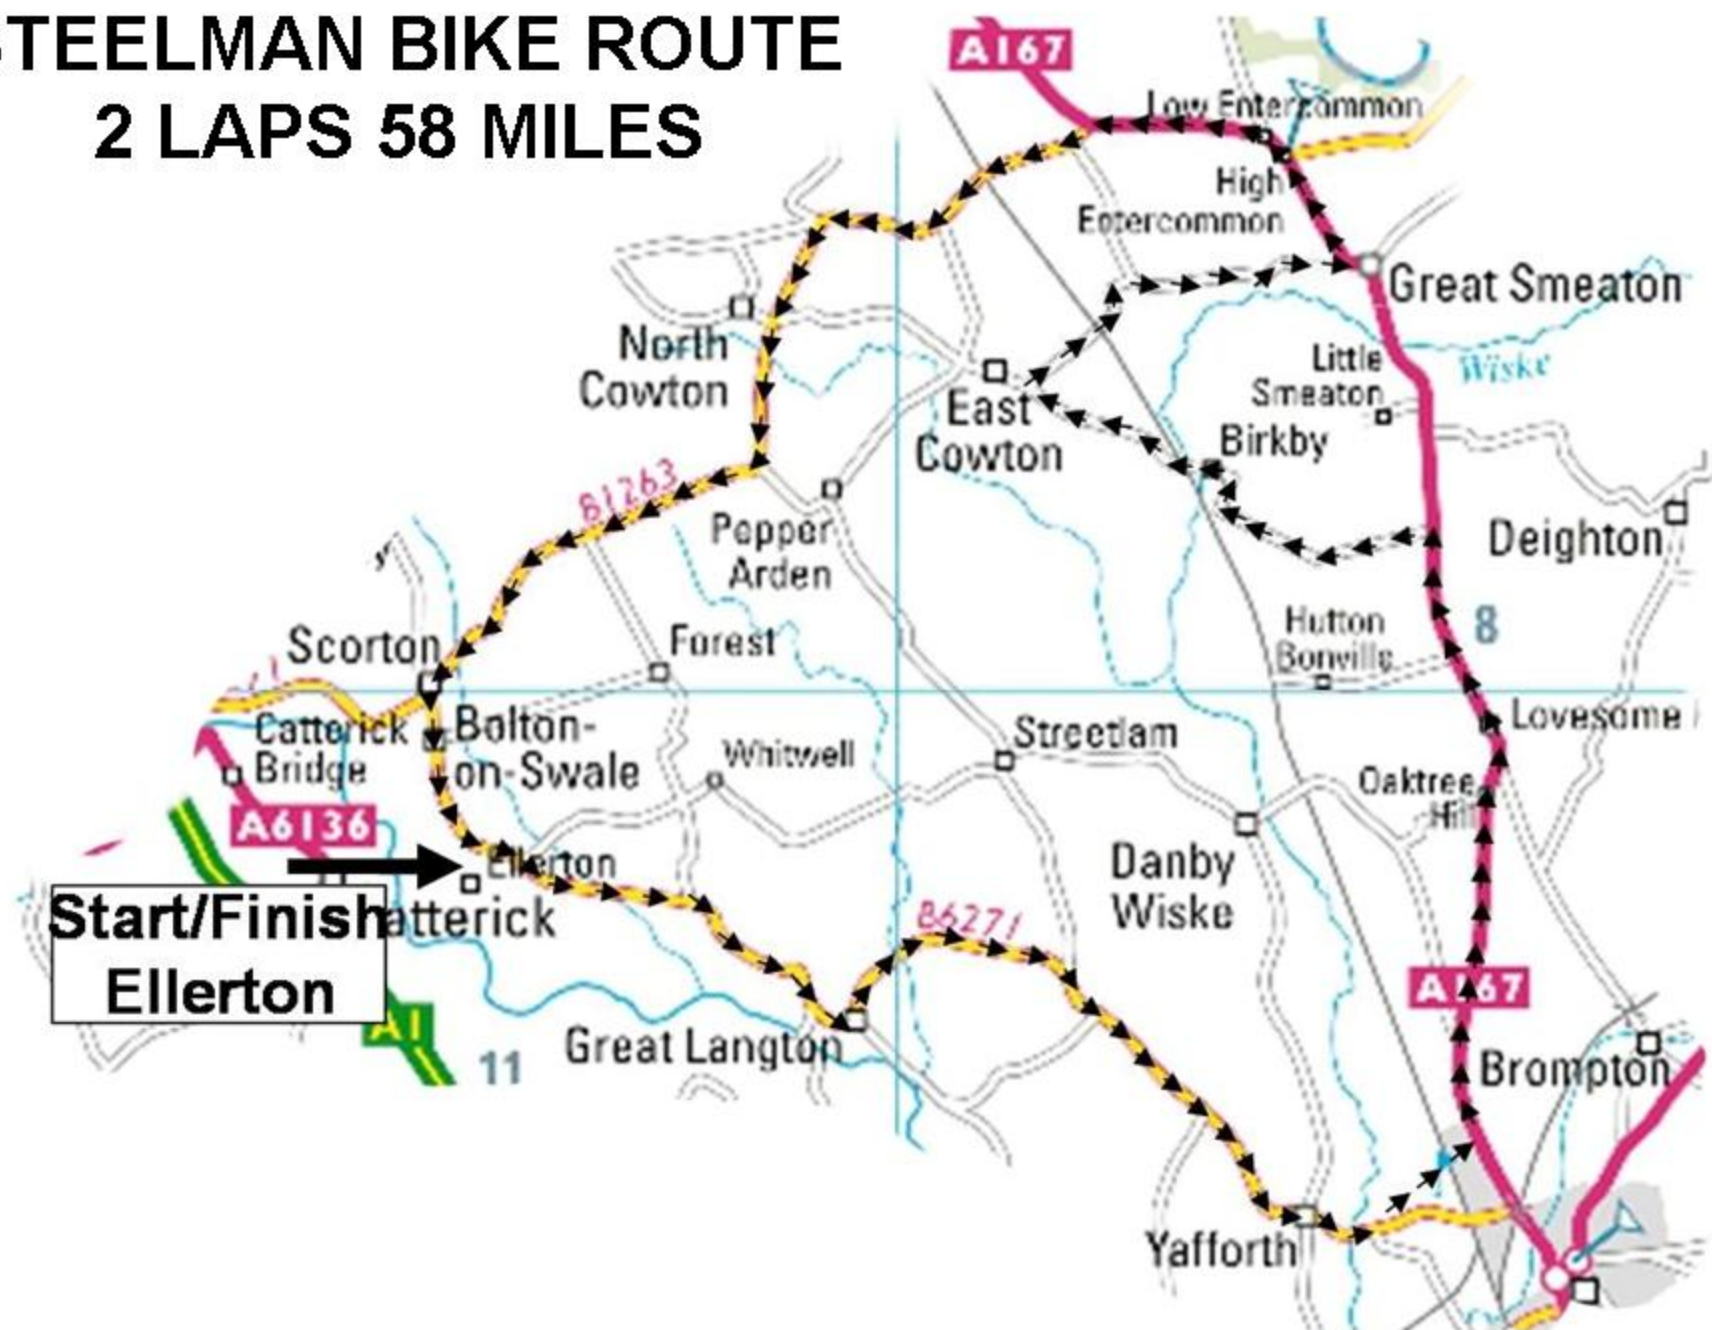 STEELMAN BIKE ROUTE
2 LAPS 58 MILES
A167
Low Entercommon
High
Entercommon
Great Smeaton
North
Cowton
Little
Smeaton
Wiske
East
Cowton
Birkby
B1263
Pepper
Arden
Deighton
Scorton
Forest
Hutton
Bonville
8
Catterick
Bridge
Bolton-
on-Swale
Whitwell
Streetlam
Lovesome
Oaktree
Hill
A6136
Ellerton
Danby
Wiske
Start/Finish
Ellerton
atterick
B6271
A167
A1
11
Great Langton
Brompton
Yafforth